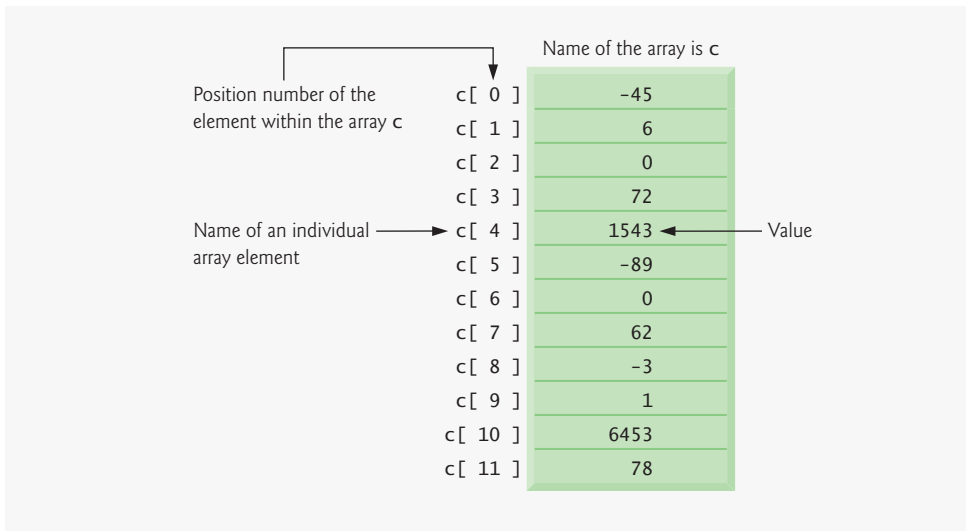 Name of the array is c
Position number of the
element within the array c
c[ 0 ] -45
c[ 1 ] 6
c[ 2 ] 0
c[ 3 ] 72
Name of an individual
array element
c[ 4 ] 1543
Value
c[ 5 ] -89
c[ 6 ] 0
c[ 7 ] 62
c[ 8 ] -3
c[ 9 ] 1
c[ 10 ] 6453
c[ 11 ] 78